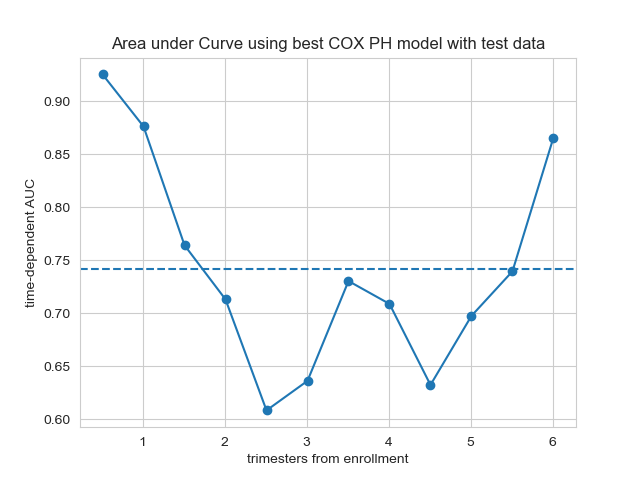 Area under Curve using best COX PH model with test data
time-dependent AUC
0.90
0.85
0.80
0.75
0.70
0.65
0.60
1 2 3 4 5 6
trimesters from enrollment